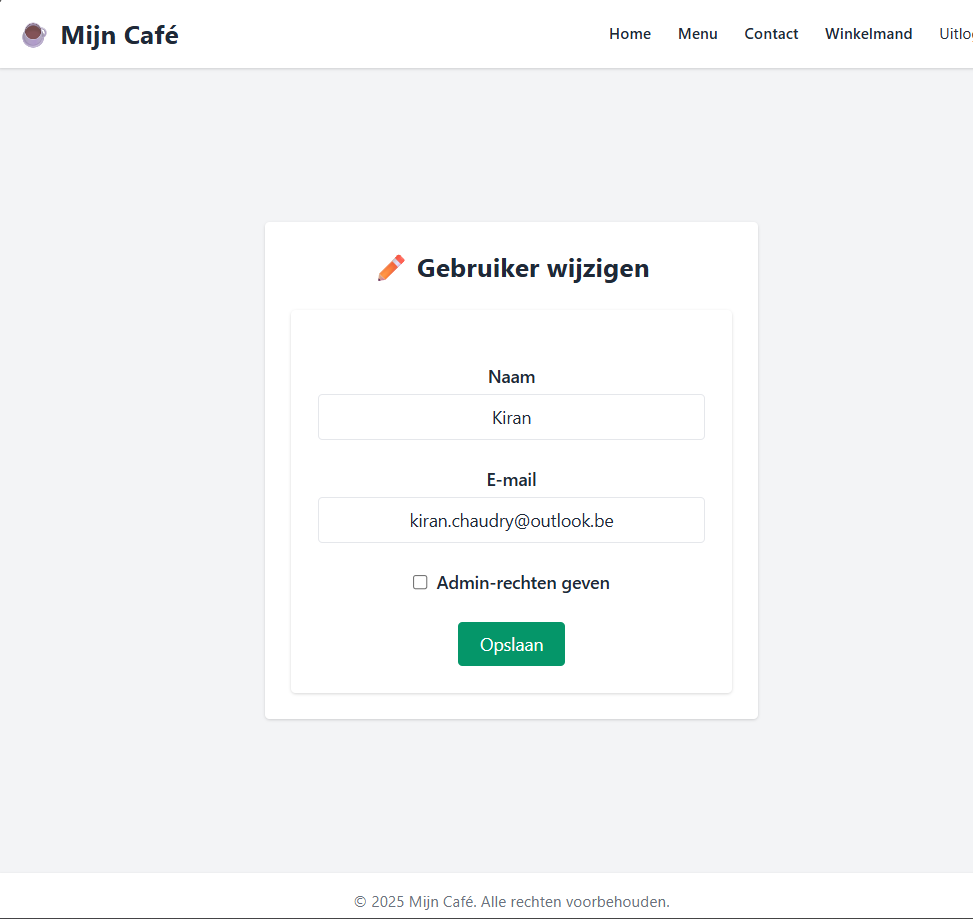 Mijn Café
Home Menu Contact Winkelmand Uitlo
Gebruiker wijzigen
Naam
Kiran
E-mail
kiran.chaudry@outlook.be
Admin-rechten geven
Opslaan
© 2025 Mijn Café. Alle rechten voorbehouden.